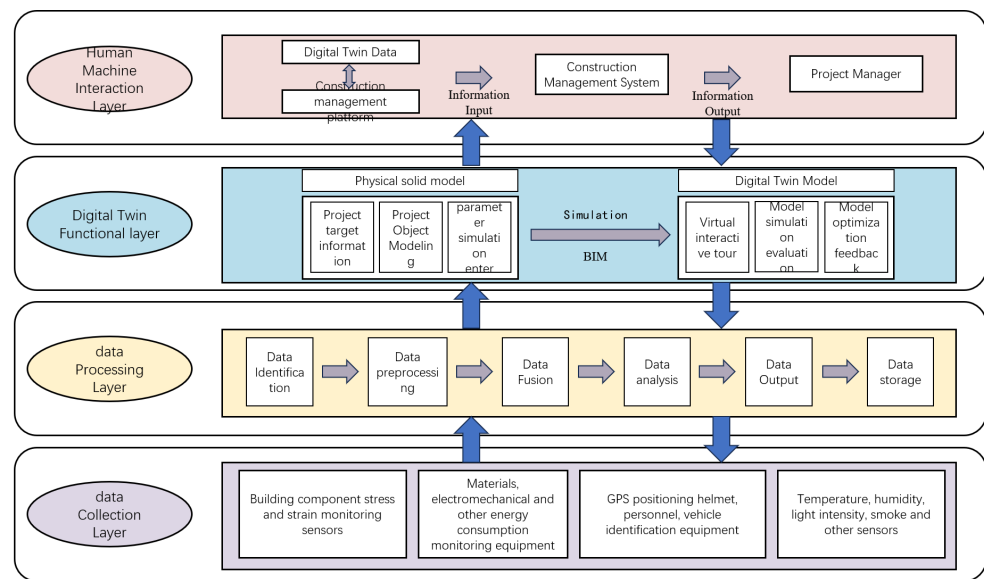 Human
Machine
Interaction
Layer
Digital Twin Data
Construction
management
platform
Information
Input
Construction
Management System
Information
Output
Project Manager
Digital Twin
Functional layer
Physical solid model
Project
target
informat
ion
Project
Object
Modelin
g
paramet
er
simulati
on
enter
Simulation
BIM
Digital Twin Model
Virtual
interacti
ve tour
Model
simulati
on
evaluati
on
Model
optimiza
tion
feedbac
k
data
Processing
Layer
Data
Identifica
tion
Data
preprocessi
ng
Data
Fusion
Data
analysis
Data
Output
Data
storage
data
Collection
Layer
Building component stress
and strain monitoring
sensors
Materials,
electromechanical and
other energy
consumption
monitoring equipment
GPS positioning helmet,
personnel, vehicle
identification equipment
Temperature, humidity,
light intensity, smoke and
other sensors